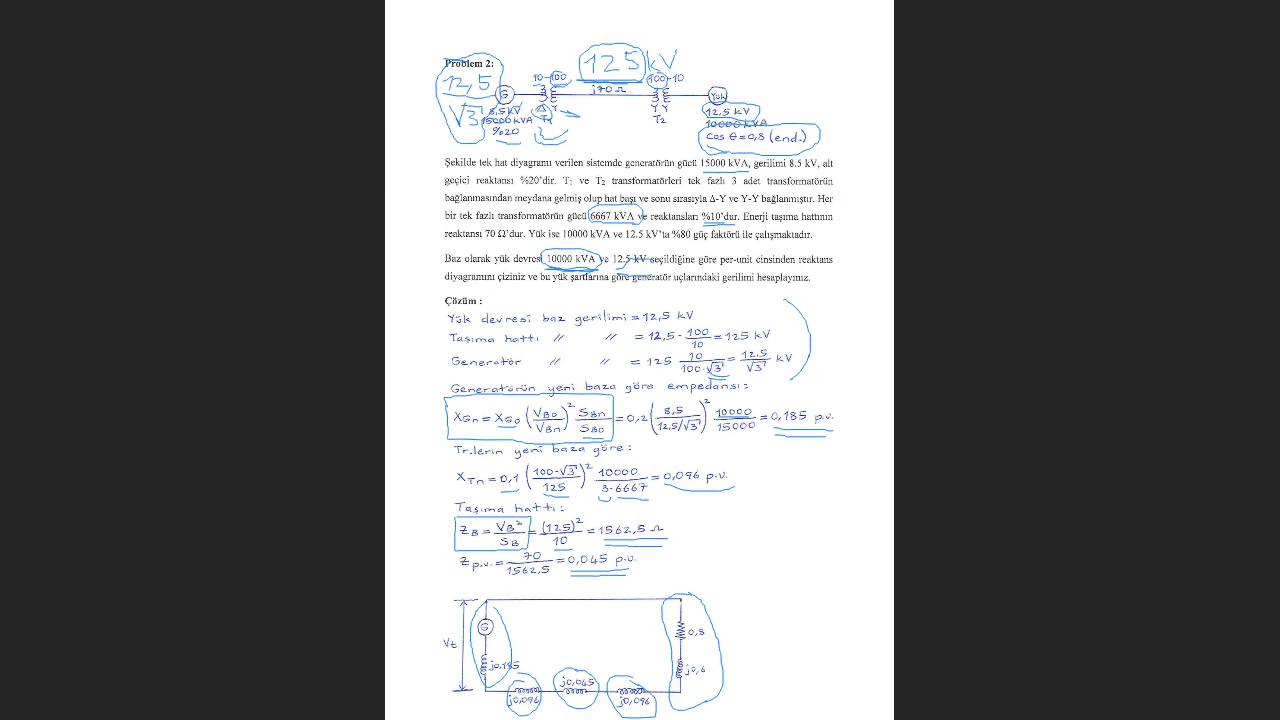 Problem 2:
125 kV
12,5
√3
10-100
100-10
j70 Ω
G
Yük
8,5 kV
15000 kVA
%20
Δ Y
T1
Y Y
T2
12,5 kV
10000 kVA
cos θ=0,8 (end.)
Şekilde tek hat diyagramı verilen sistemde generatörün gücü 15000 kVA, gerilimi 8.5 kV, alt
geçici reaktansı %20'dir. T1 ve T2 transformatörleri tek fazlı 3 adet transformatörün
bağlanmasından meydana gelmiş olup hat başı ve sonu sırasıyla Δ-Y ve Y-Y bağlanmıştır. Her
bir tek fazlı transformatörün gücü 6667 kVA ve reaktansları %10'dur. Enerji taşıma hattının
reaktansı 70 Ω'dur. Yük ise 10000 kVA ve 12.5 kV'ta %80 güç faktörü ile çalışmaktadır.
Baz olarak yük devresi 10000 kVA ve 12.5 kV seçildiğine göre per-unit cinsinden reaktans
diyagramını çiziniz ve bu yük şartlarına göre generatör uçlarındaki gerilimi hesaplayınız.
Çözüm :
Yük devresi baz gerilimi = 12,5 kV
Taşıma hattı // // = 12,5 · 100/10 = 125 kV
Generatör // // = 125 10/100·√3 = 12,5/√3 kV
Generatörün yeni baza göre empedansı:
XGn = XGo (VBo/VBn)² SBn/SBo = 0,2 (8,5/12,5/√3)² 10000/15000 = 0,185 p.v.
Tr.lerin yeni baza göre:
XTn = 0,1 (100·√3/125)² 10000/3·6667 = 0,096 p.v.
Taşıma hattı:
ZB = VB²/SB = (125)²/10 = 1562,5 Ω
Zp.v. = 70/1562,5 = 0,045 p.v.
Vt
G
j0,185
j0,096
j0,045
j0,096
0,8
j0,6